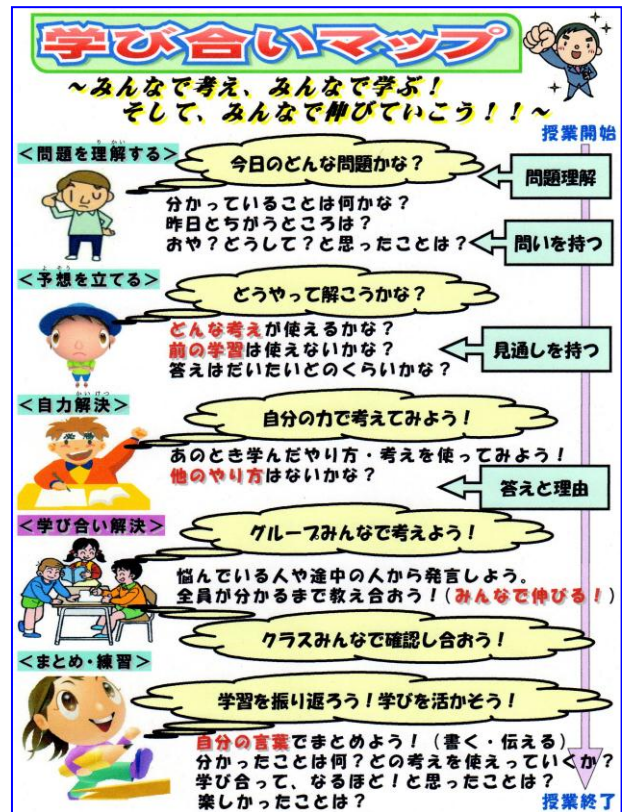 学び合いマップ
~みんなで考え、みんなで学ぶ!
そして、みんなで伸びていこう!!~
授業開始
<問題を理解する>
今日のどんな問題かな?
問題理解
分かっていることは何かな?
昨日とちがうところは?
おや?どうして?と思ったことは?
問いを持つ
<予想を立てる>
どうやって解こうかな?
どんな考えが使えるかな?
前の学習は使えないかな?
答えはだいたいどのくらいかな?
見通しを持つ
<自力解決>
自分の力で考えてみよう!
あのとき学んだやり方・考えを使ってみよう!
他のやり方はないかな?
答えと理由
<学び合い解決>
グループみんなで考えよう!
悩んでいる人や途中の人から発言しよう。
全員が分かるまで教え合おう!(みんなで伸びる!)
クラスみんなで確認し合おう!
<まとめ・練習>
学習を振り返ろう!学びを活かそう!
自分の言葉でまとめよう!(書く・伝える)
分かったことは何?どの考えを使っていくか?
学び合って、なるほど!と思ったことは?
楽しかったことは?
授業終了